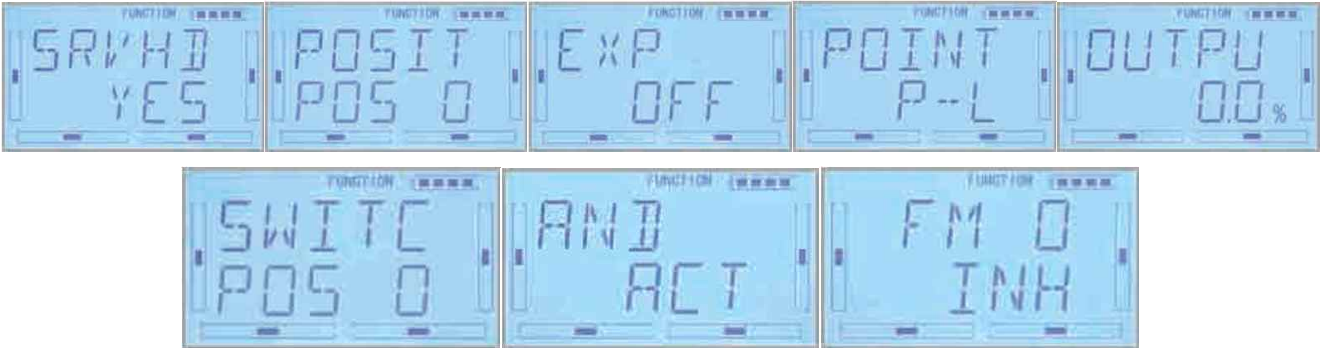 FUNCTION
SRVHD
YES
FUNCTION
POSIT
POS 0
FUNCTION
EXP
OFF
FUNCTION
POINT
P--L
FUNCTION
OUTPU
0.0%
FUNCTION
SWITC
POS 0
FUNCTION
AND
ACT
FUNCTION
FM 0
INH